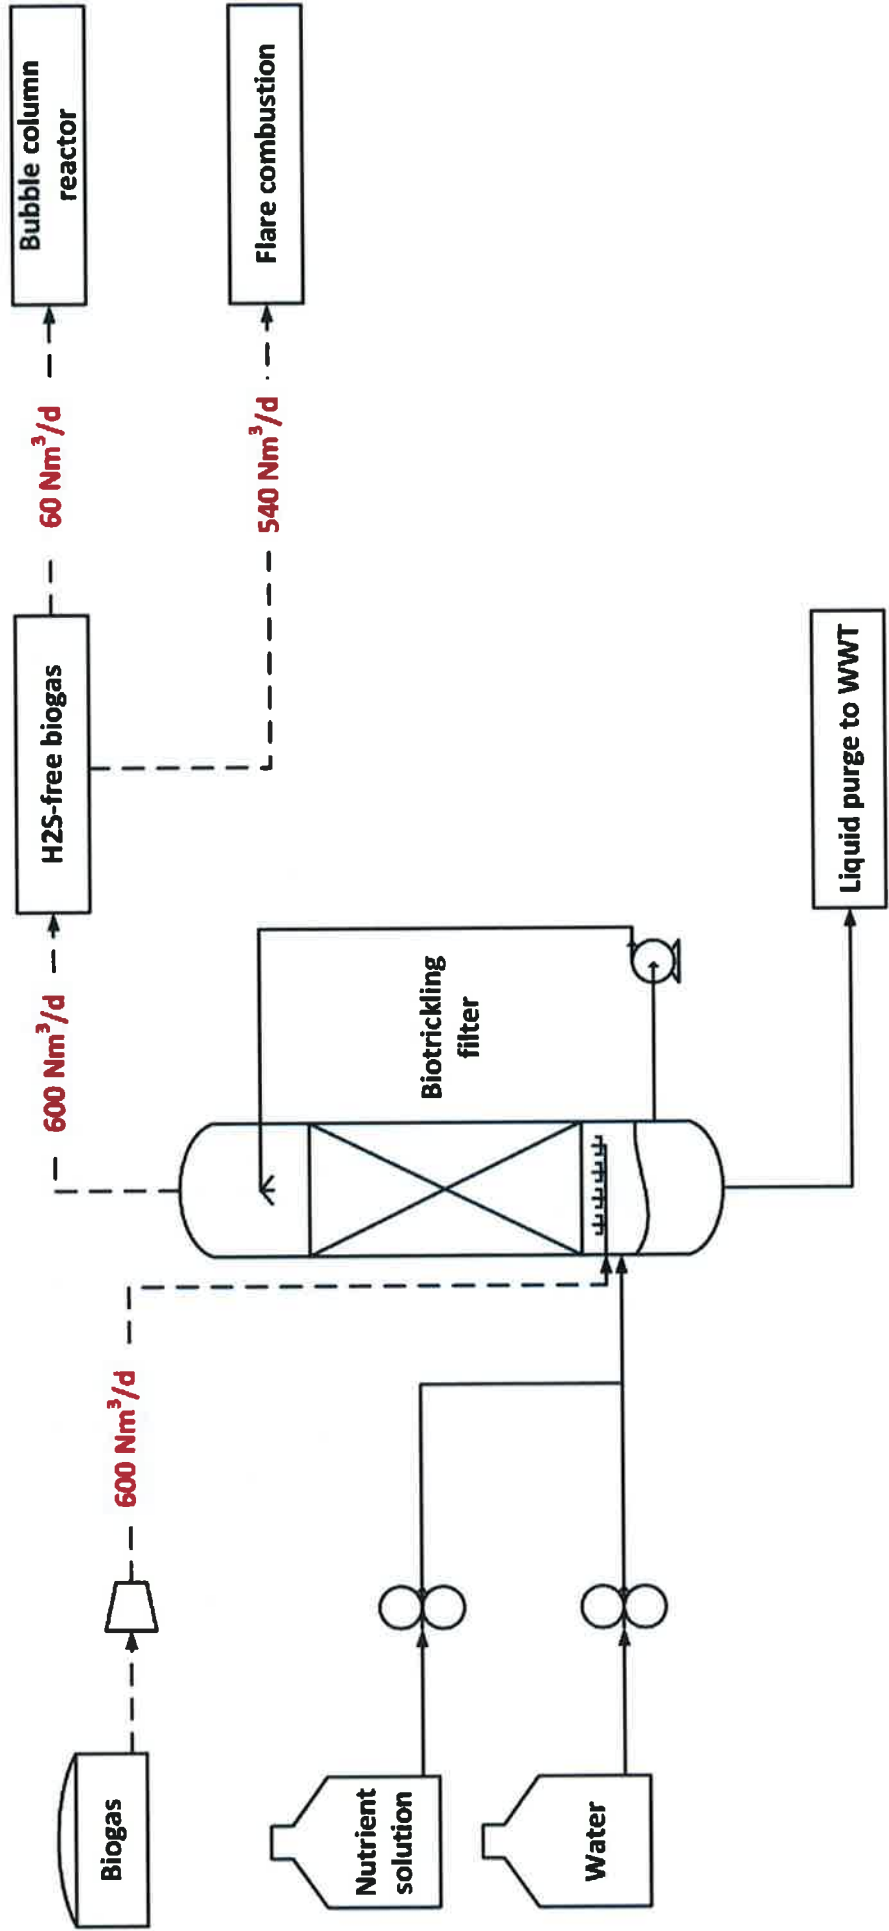 Biogas
600 Nm³/d
Nutrient
solution
Water
Biotrickling
filter
600 Nm³/d
H2S-free biogas
60 Nm³/d
Bubble column
reactor
540 Nm³/d
Flare combustion
Liquid purge to WWT